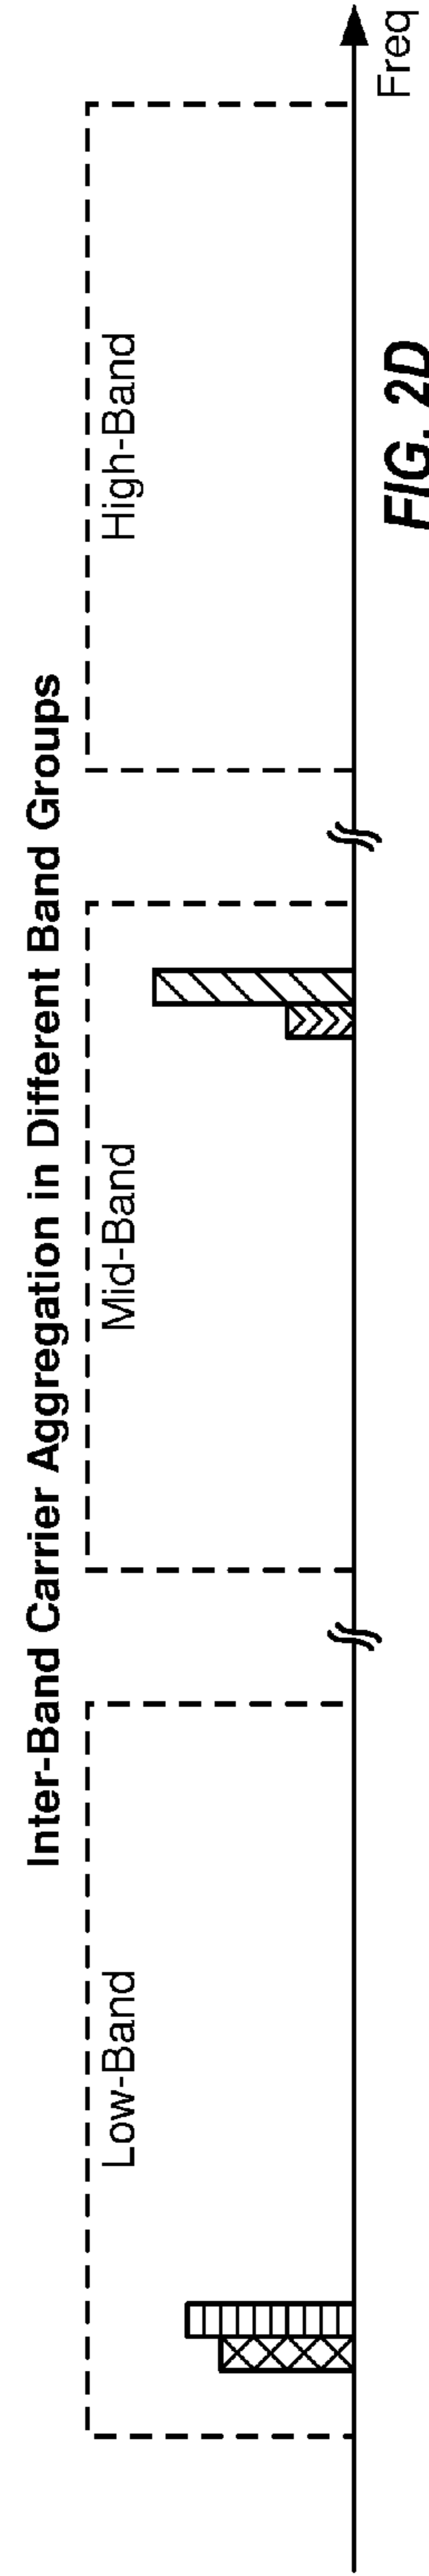 Inter-Band Carrier Aggregation in Different Band Groups
Low-Band
Mid-Band
High-Band
Freq
FIG. 2D